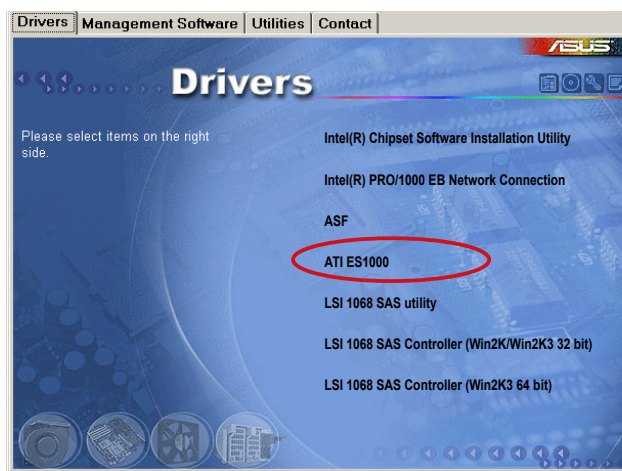 Drivers Management Software Utilities Contact
ASUS
Drivers
Please select items on the right
side.
Intel(R) Chipset Software Installation Utility
Intel(R) PRO/1000 EB Network Connection
ASF
ATI ES1000
LSI 1068 SAS utility
LSI 1068 SAS Controller (Win2K/Win2K3 32 bit)
LSI 1068 SAS Controller (Win2K3 64 bit)